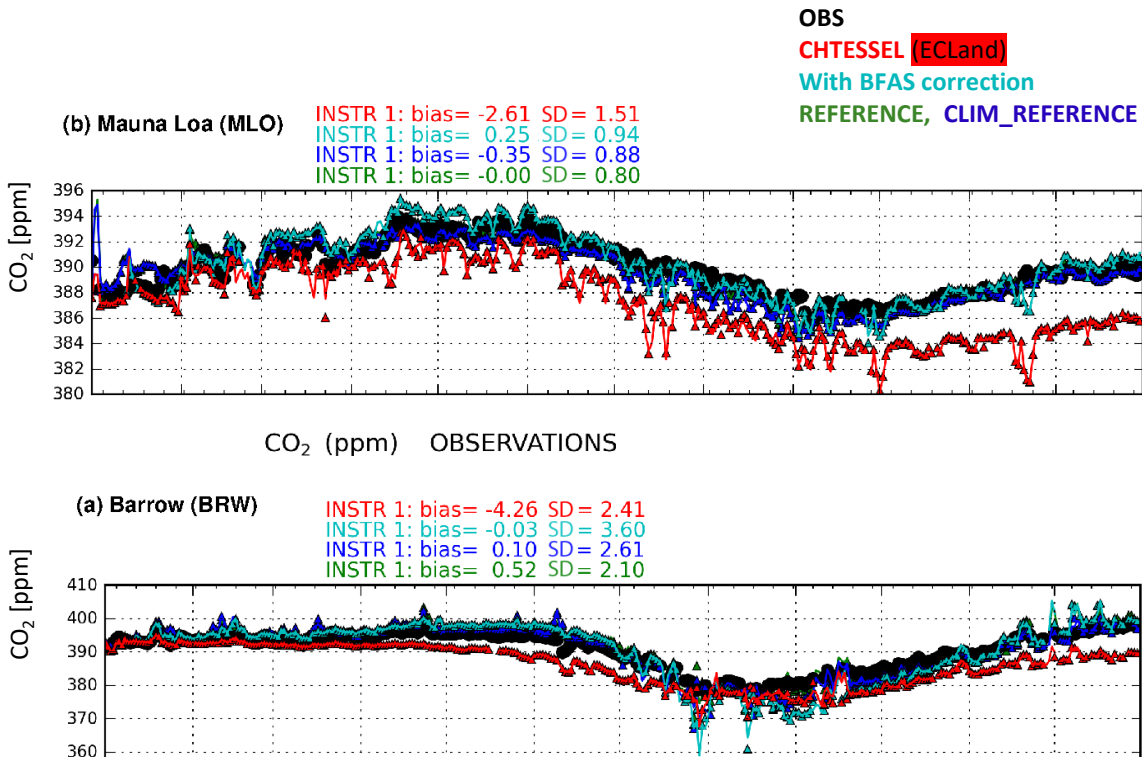 OBS
CHTESSEL (ECLand)
With BFAS correction
REFERENCE, CLIM_REFERENCE
(b) Mauna Loa (MLO)
INSTR 1: bias= -2.61 SD= 1.51
INSTR 1: bias= 0.25 SD= 0.94
INSTR 1: bias= -0.35 SD= 0.88
INSTR 1: bias= -0.00 SD= 0.80
CO₂ [ppm]
396
394
392
390
388
386
384
382
380
CO₂ (ppm) OBSERVATIONS
(a) Barrow (BRW)
INSTR 1: bias= -4.26 SD= 2.41
INSTR 1: bias= -0.03 SD= 3.60
INSTR 1: bias= 0.10 SD= 2.61
INSTR 1: bias= 0.52 SD= 2.10
CO₂ [ppm]
410
400
390
380
370
360